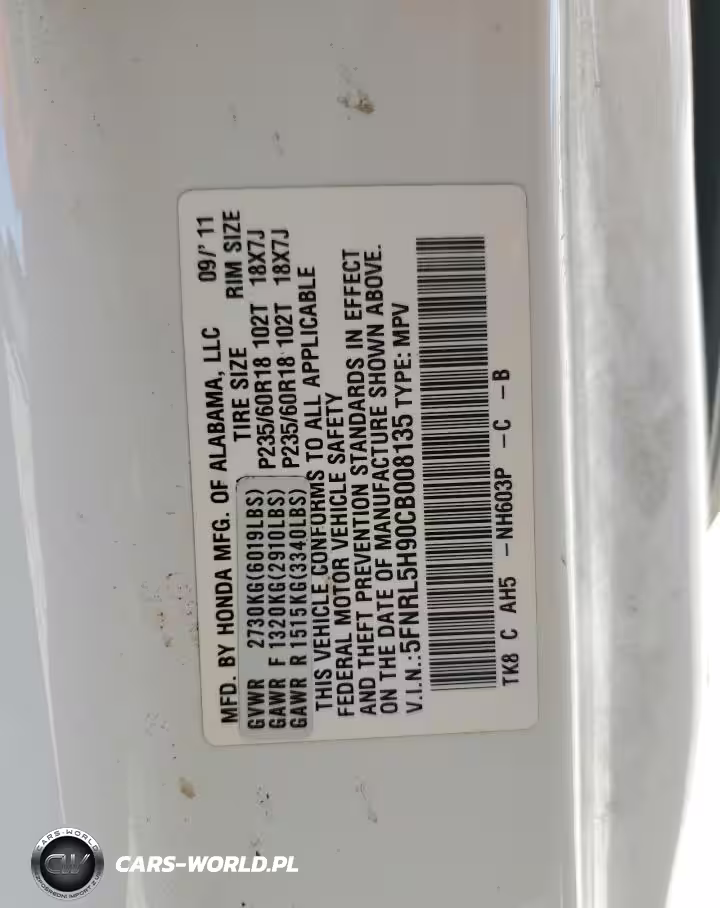 MFD. BY HONDA MFG. OF ALABAMA, LLC 09/'11
TIRE SIZE RIM SIZE
GVWR 2730KG(6019LBS)
GAWR F 1320KG(2910LBS) P235/60R18 102T 18X7J
GAWR R 1515KG(3340LBS) P235/60R18 102T 18X7J
THIS VEHICLE CONFORMS TO ALL APPLICABLE
FEDERAL MOTOR VEHICLE SAFETY
AND THEFT PREVENTION STANDARDS IN EFFECT
ON THE DATE OF MANUFACTURE SHOWN ABOVE.
V.I.N.:5FNRL5H90CB008135 TYPE: MPV
TK8 C AH5 -NH603P -C -B
CARS-WORLD
CW
CARS-WORLD.PL